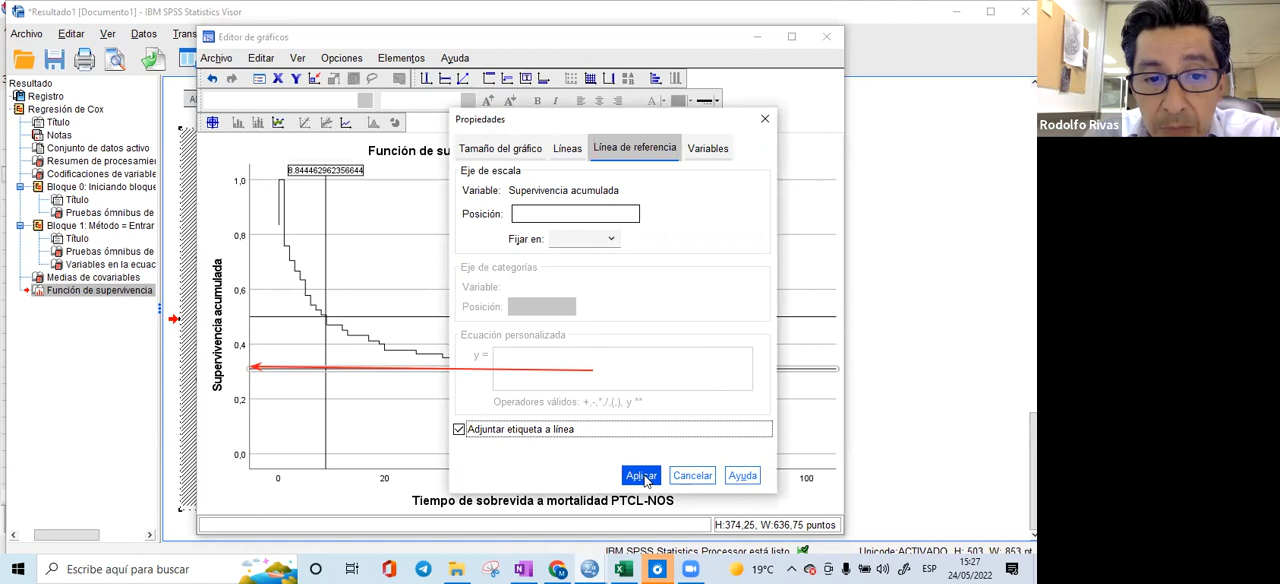 *Resultado1 [Documento1] - IBM SPSS Statistics Visor
Archivo Editar Ver Datos Trans
Resultado
Registro
Regresión de Cox
Título
Notas
Conjunto de datos activo
Resumen de procesamie
Codificaciones de variable
Bloque 0: Iniciando bloque
Título
Pruebas ómnibus de
Bloque 1: Método = Entrar
Título
Pruebas ómnibus de
Variables en la ecuac
Medias de covariables
Función de supervivencia
Editor de gráficos
Archivo Editar Ver Opciones Elementos Ayuda
X Y
A A B I A
Función de su
8.844462962356644
1,0
0,8
0,6
0,4
0,2
0,0
Supervivencia acumulada
0 20 100
Tiempo de sobrevida a mortalidad PTCL-NOS
H:374,25, W:636,75 puntos
Propiedades
Tamaño del gráfico Líneas Línea de referencia Variables
Eje de escala
Variable: Supervivencia acumulada
Posición:
Fijar en:
Eje de categorías
Variable:
Posición:
Ecuación personalizada
y =
Operadores válidos: +,-,*,/,(,), y **
Adjuntar etiqueta a línea
Aplicar Cancelar Ayuda
IBM SPSS Statistics Processor está listo Unicode:ACTIVADO H: 503, W: 853 pt
Rodolfo Rivas
Escribe aquí para buscar
19°C ESP 15:27
24/05/2022